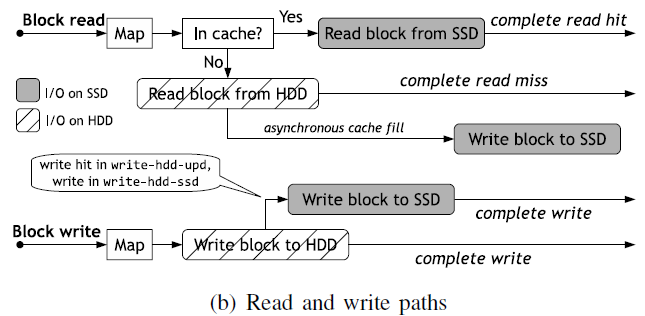 Block read
Map
In cache?
Yes
Read block from SSD
complete read hit
No
Read block from HDD
complete read miss
I/O on SSD
I/O on HDD
asynchronous cache fill
Write block to SSD
write hit in write-hdd-upd,
write in write-hdd-ssd
Write block to SSD
complete write
Block write
Map
Write block to HDD
complete write
(b) Read and write paths